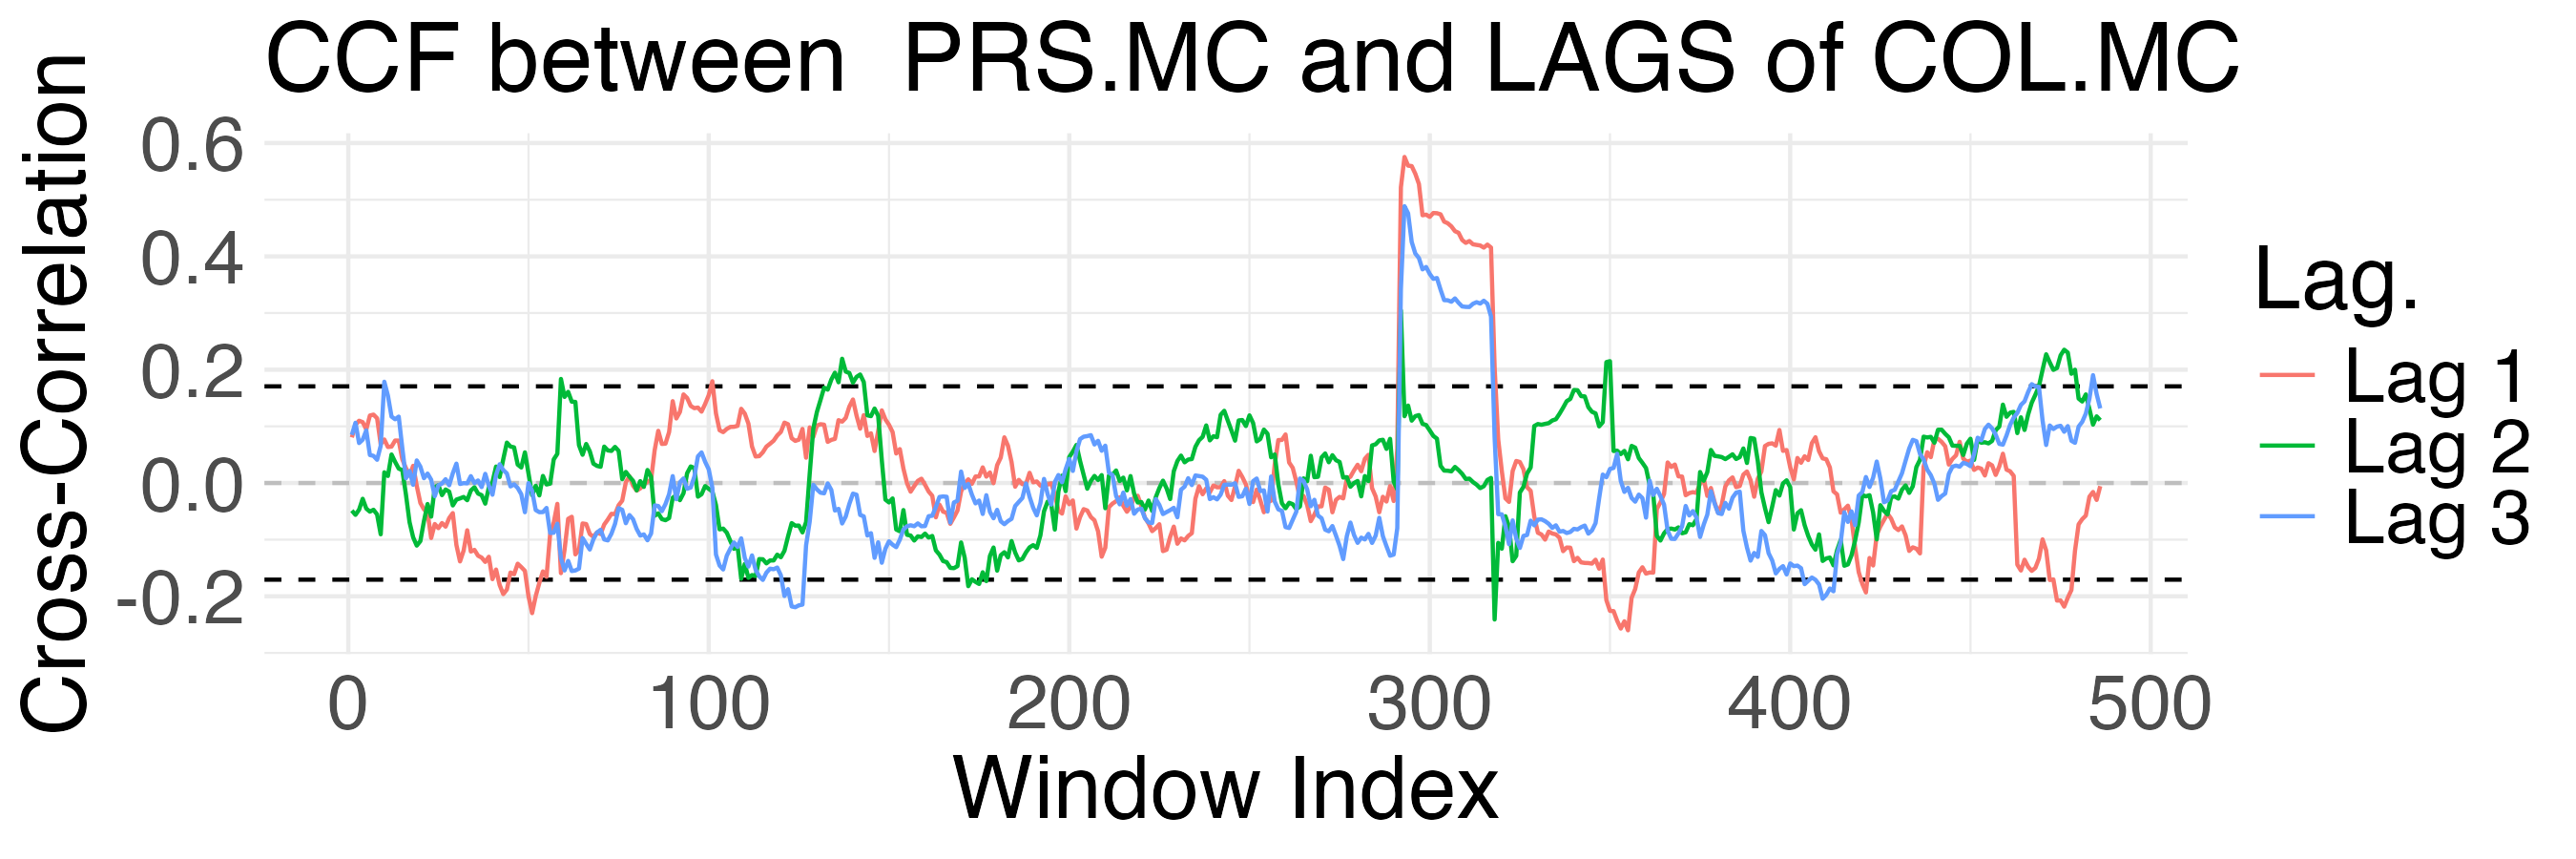 CCF between  PRS.MC and LAGS of COL.MC
Cross-Correlation
0.6
0.4
0.2
0.0
-0.2
0
100
200
300
400
500
Window Index
Lag.
Lag 1
Lag 2
Lag 3